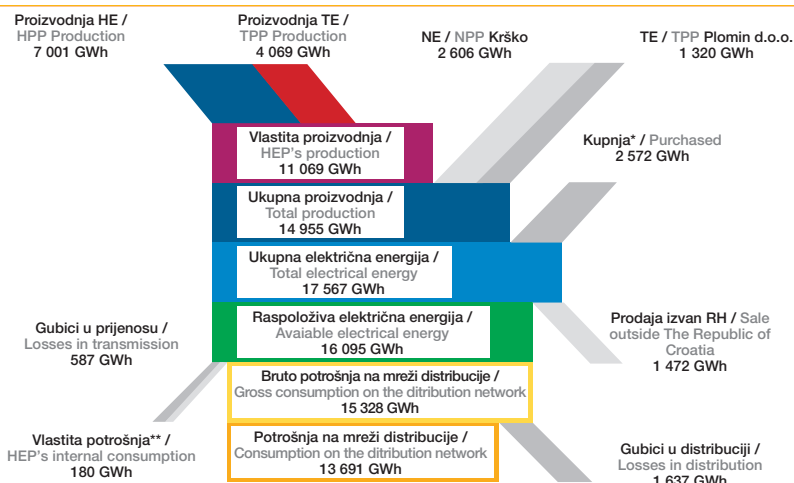 Proizvodnja HE /
HPP Production
7 001 GWh
Proizvodnja TE /
TPP Production
4 069 GWh
NE / NPP Krško
2 606 GWh
TE / TPP Plomin d.o.o.
1 320 GWh
Vlastita proizvodnja /
HEP's production
11 069 GWh
Kupnja* / Purchased
2 572 GWh
Ukupna proizvodnja /
Total production
14 955 GWh
Ukupna električna energija /
Total electrical energy
17 567 GWh
Raspoloživa električna energija /
Avaiable electrical energy
16 095 GWh
Gubici u prijenosu /
Losses in transmission
587 GWh
Prodaja izvan RH / Sale
outside The Republic of
Croatia
1 472 GWh
Bruto potrošnja na mreži distribucije /
Gross consumption on the ditribution network
15 328 GWh
Vlastita potrošnja** /
HEP's internal consumption
180 GWh
Potrošnja na mreži distribucije /
Consumption on the ditribution network
13 691 GWh
Gubici u distribuciji /
Losses in distribution
1 637 GWh